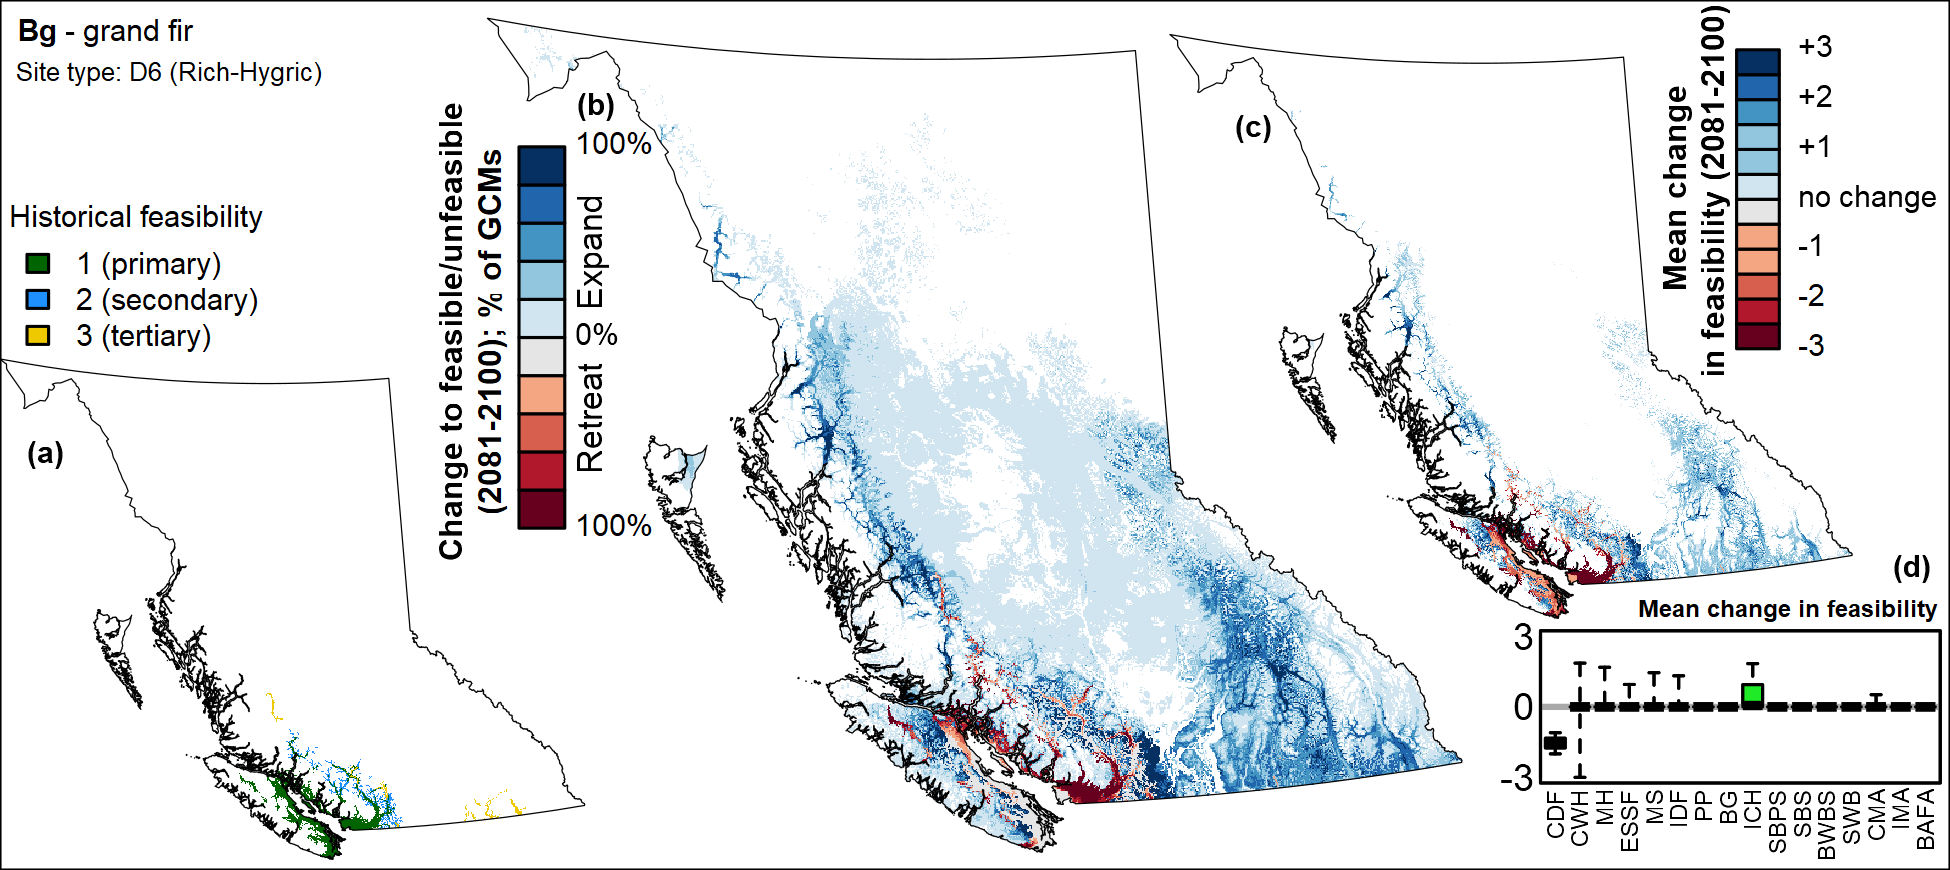 Bg - grand fir
Site type: D6 (Rich-Hygric)
Historical feasibility
1 (primary)
2 (secondary)
3 (tertiary)
(a)
(b)
Change to feasible/unfeasible
(2081-2100); % of GCMs
100%
Expand
0%
Retreat
100%
(c)
Mean change
in feasibility (2081-2100)
+3
+2
+1
no change
-1
-2
-3
(d)
Mean change in feasibility
3
0
-3
CDF
CWH
MH
ESSF
MS
IDF
PP
BG
ICH
SBPS
SBS
BWBS
SWB
CMA
IMA
BAFA